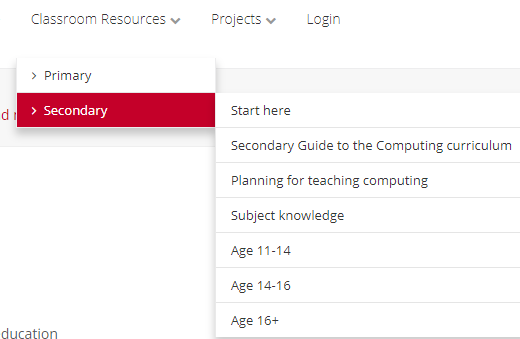 Classroom Resources Projects Login
Primary
Secondary
Start here
Secondary Guide to the Computing curriculum
Planning for teaching computing
Subject knowledge
Age 11-14
Age 14-16
Age 16+
ducation